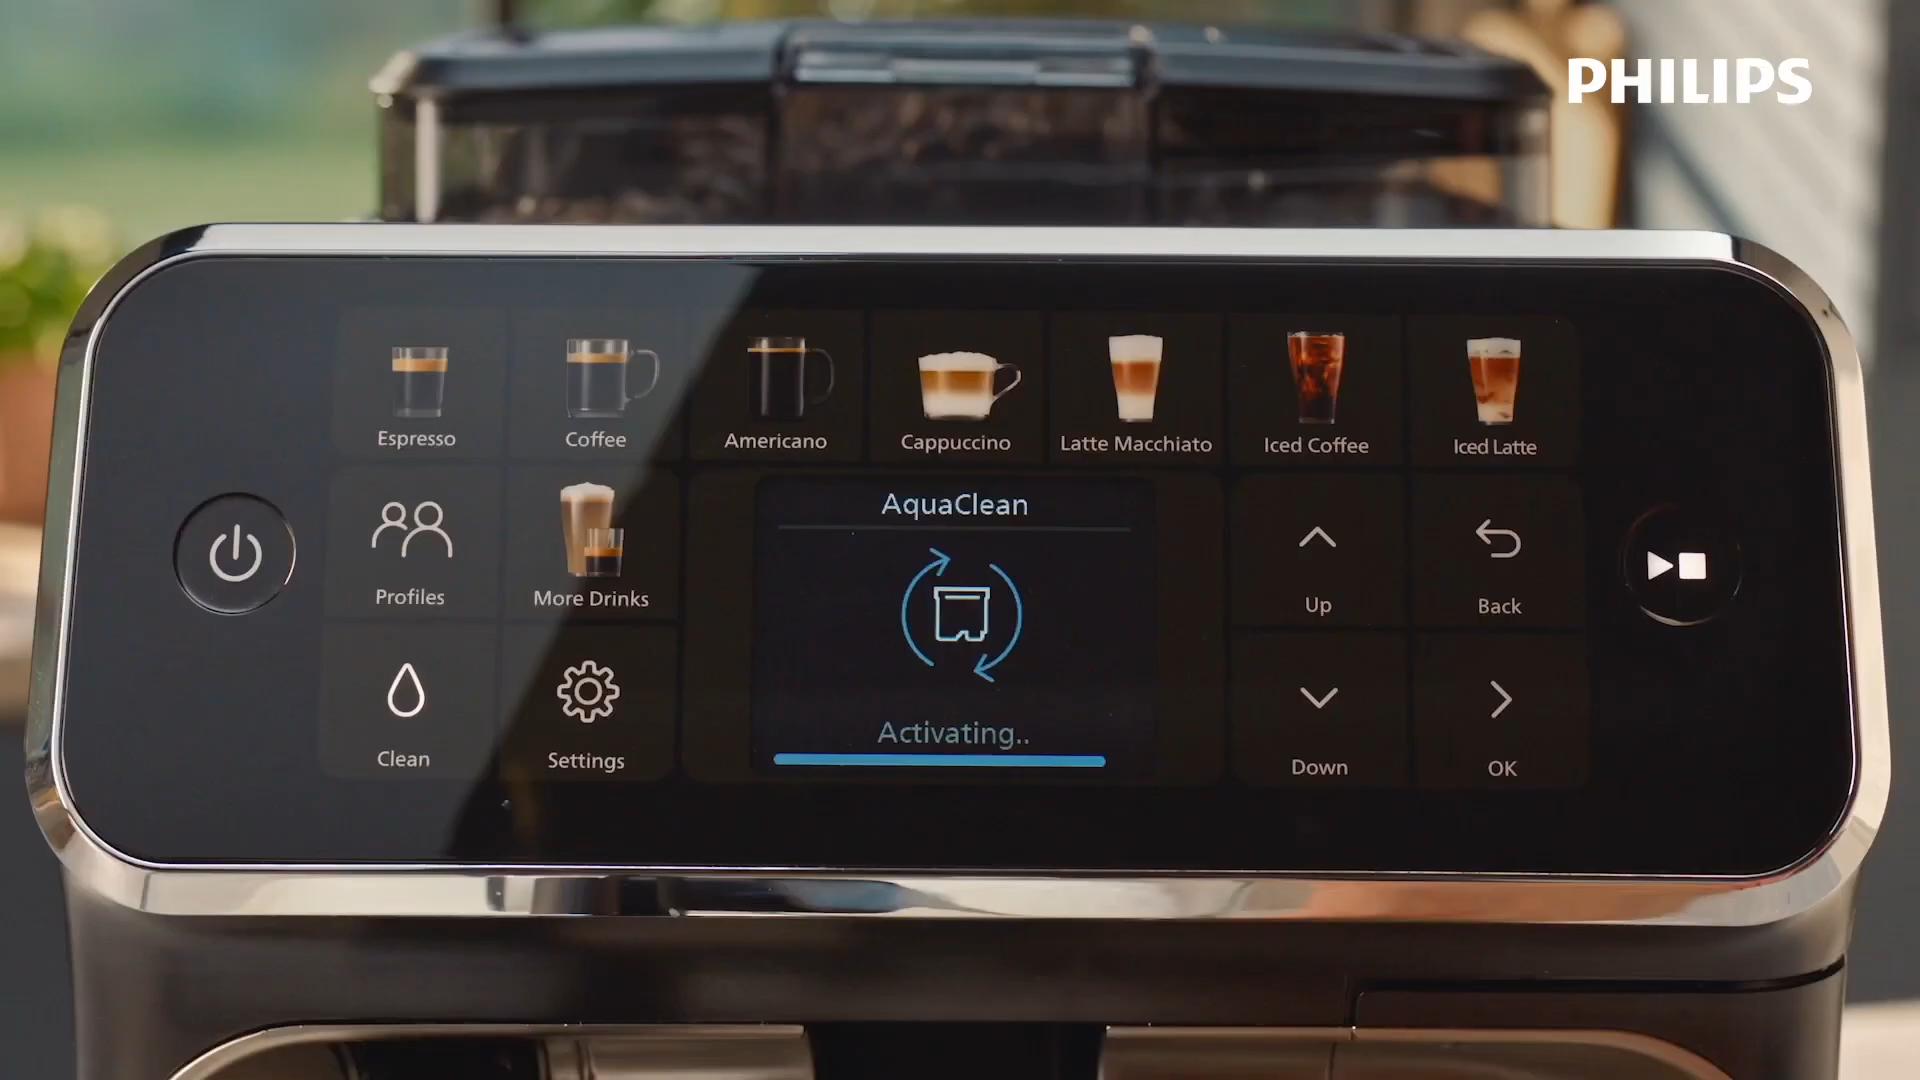 PHILIPS
Espresso
Coffee
Americano
Cappuccino
Latte Macchiato
Iced Coffee
Iced Latte
Profiles
More Drinks
AquaClean
Up
Back
Clean
Settings
Activating..
Down
OK